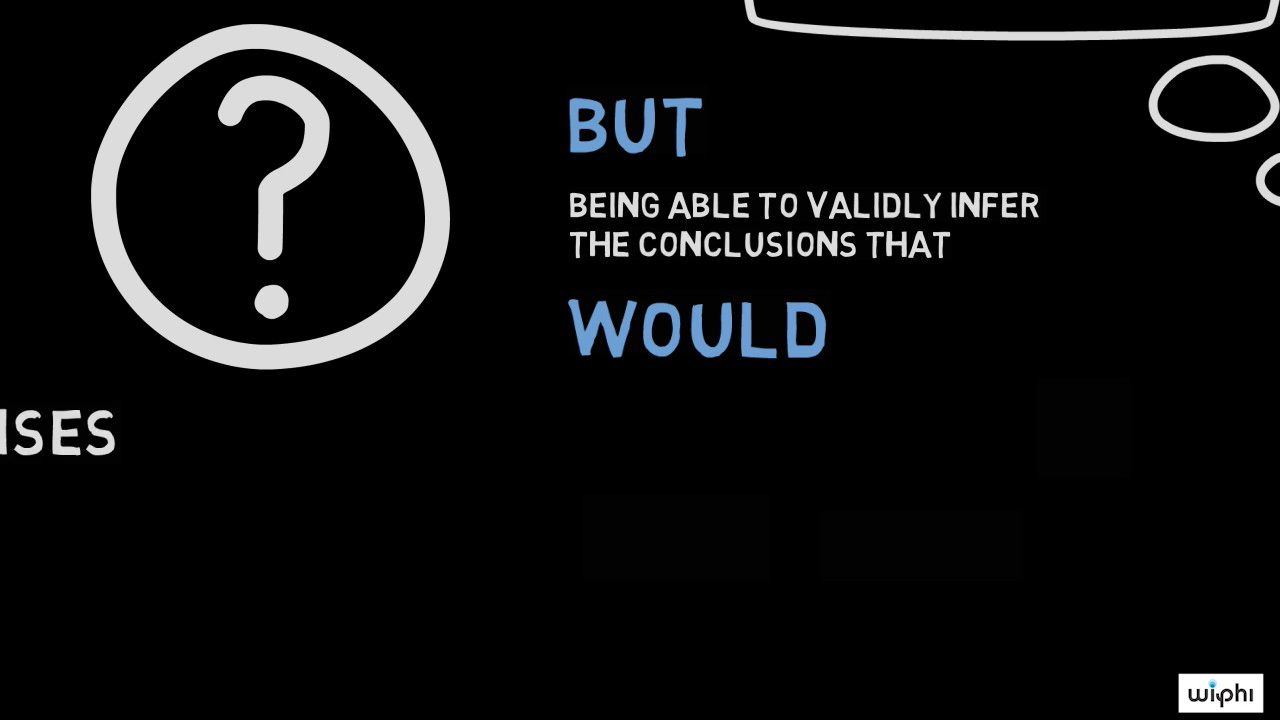 BUT
BEING ABLE TO VALIDLY INFER
THE CONCLUSIONS THAT
WOULD
ISES
wiphi